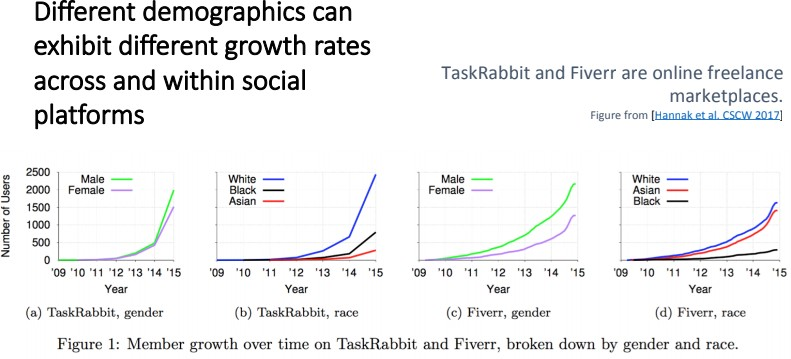 Different demographics can
exhibit different growth rates
across and within social
platforms
TaskRabbit and Fiverr are online freelance
marketplaces.
Figure from [Hannak et al. CSCW 2017]
Number of Users
2500
2000
1500
1000
500
0
Male
Female
'09 '10 '11 '12 '13 '14 '15
Year
(a) TaskRabbit, gender
White
Black
Asian
'09 '10 '11 '12 '13 '14 '15
Year
(b) TaskRabbit, race
Male
Female
'09 '10 '11 '12 '13 '14 '15
Year
(c) Fiverr, gender
White
Asian
Black
'09 '10 '11 '12 '13 '14 '15
Year
(d) Fiverr, race
Figure 1: Member growth over time on TaskRabbit and Fiverr, broken down by gender and race.